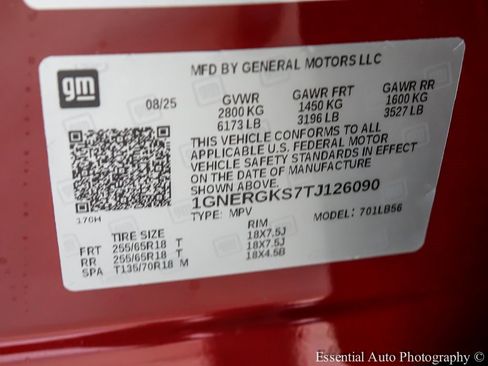 MFD BY GENERAL MOTORS LLC
gm
08/25
GVWR GAWR FRT GAWR RR
2800 KG 1450 KG 1600 KG
6173 LB 3196 LB 3527 LB
THIS VEHICLE CONFORMS TO ALL
APPLICABLE U.S. FEDERAL MOTOR
VEHICLE SAFETY STANDARDS IN EFFECT
ON THE DATE OF MANUFACTURE
SHOWN ABOVE.
1GNERGKS7TJ126090
TYPE: MPV MODEL: 701LB56
176H
TIRE SIZE RIM
FRT 255/65R18 T 18X7.5J
RR 255/65R18 T 18X7.5J
SPA T135/70R18 M 18X4.5B
Essential Auto Photography (C)